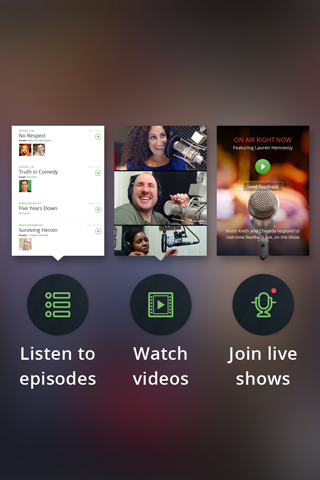 No Respect
Truth in Comedy
Five Years Down
Surviving Heroin
ON AIR RIGHT NOW
Featuring Lauren Hennessy
Send Feedback
Hosts Keith and Chemda respond to
real-time feedback live, on the show
Listen to
episodes
Watch
videos
Join live
shows